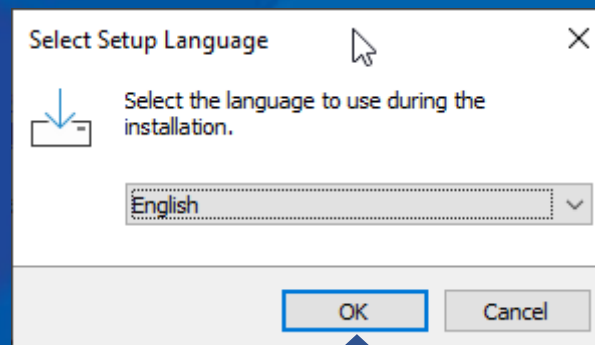 Select Setup Language
Select the language to use during the
installation.
English
OK
Cancel